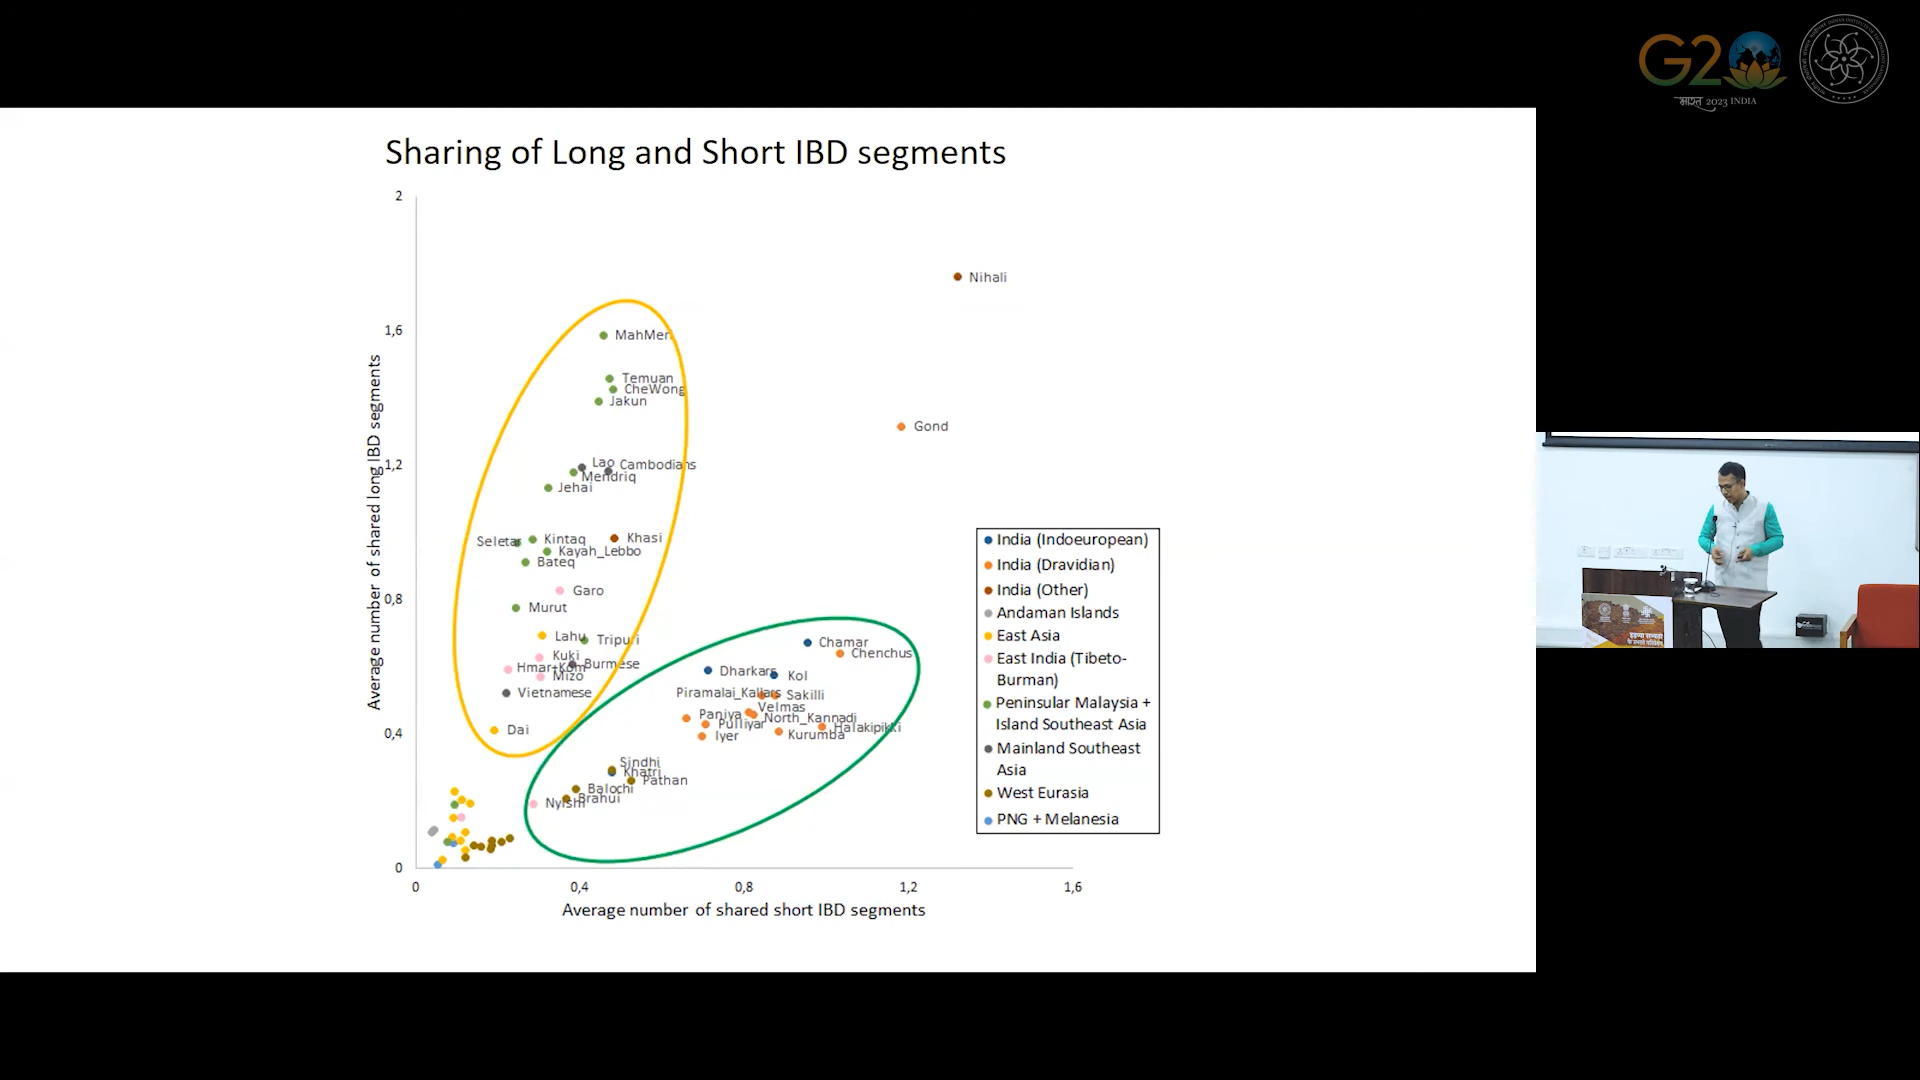 G20
भारत 2023 INDIA
Sharing of Long and Short IBD segments
2
1,6
1,2
0,8
0,4
0
0
0,4
0,8
1,2
1,6
Average number of shared long IBD segments
Average number of shared short IBD segments
Nihali
MahMeri
Temuan
CheWong
Jakun
Gond
Lao
Cambodians
Mendriq
Jehai
Seletar
Kintaq
Khasi
Kayah_Lebbo
Bateq
Garo
Murut
Lahu
Tripuri
Kuki
Burmese
Hmar+Kom
Mizo
Vietnamese
Dai
Chamar
Chenchus
Dharkars
Kol
Piramalai_Kallars
Sakilli
Velmas
Paniya
North_Kannadi
Pulliyar
Halakipikki
Iyer
Kurumba
Sindhi
Khatri
Pathan
Balochi
Brahui
Nyishi
India (Indoeuropean)
India (Dravidian)
India (Other)
Andaman Islands
East Asia
East India (Tibeto-
Burman)
Peninsular Malaysia +
Island Southeast Asia
Mainland Southeast
Asia
West Eurasia
PNG + Melanesia